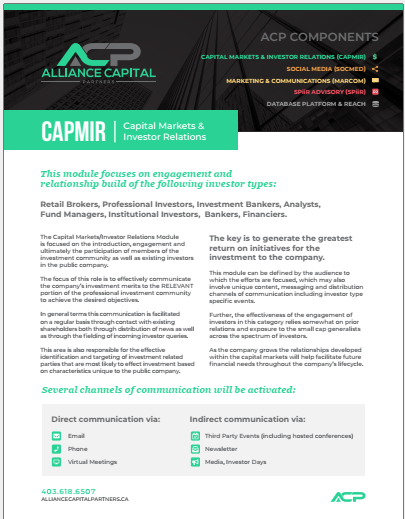 ACP COMPONENTS
CAPITAL MARKETS & INVESTOR RELATIONS (CAPMIR)
SOCIAL MEDIA (SOCMED)
MARKETING & COMMUNICATIONS (MARCOM)
SPiiR ADVISORY (SPiiR)
DATABASE PLATFORM & REACH
ACP
ALLIANCE CAPITAL
PARTNERS
CAPMIR
Capital Markets &
Investor Relations
This module focuses on engagement and
relationship build of the following investor types:
Retail Brokers, Professional Investors, Investment Bankers, Analysts,
Fund Managers, Institutional Investors, Bankers, Financiers.
The Capital Markets/Investor Relations Module
is focused on the introduction, engagement and
ultimately the participation of members of the
investment community as well as existing investors
in the public company.
The focus of this role is to effectively communicate
the company's investment merits to the RELEVANT
portion of the professional investment community
to achieve the desired objectives.
In general terms this communication is facilitated
on a regular basis through contact with existing
shareholders both through distribution of news as well
as through the fielding of incoming investor queries.
This area is also responsible for the effective
identification and targeting of investment related
parties that are most likely to effect investment based
on characteristics unique to the public company.
The key is to generate the greatest
return on initiatives for the
investment to the company.
This module can be defined by the audience to
which the efforts are focused, which may also
involve unique content, messaging and distribution
channels of communication including investor type
specific events.
Further, the effectiveness of the engagement of
investors in this category relies somewhat on prior
relations and exposure to the small cap generalists
across the spectrum of investors.
As the company grows the relationships developed
within the capital markets will help facilitate future
financial needs throughout the company's lifecycle.
Several channels of communication will be activated:
Direct communication via:
Email
Phone
Virtual Meetings
Indirect communication via:
Third Party Events (including hosted conferences)
Newsletter
Media, Investor Days
403.618.6507
ALLIANCECAPITALPARTNERS.CA
ACP